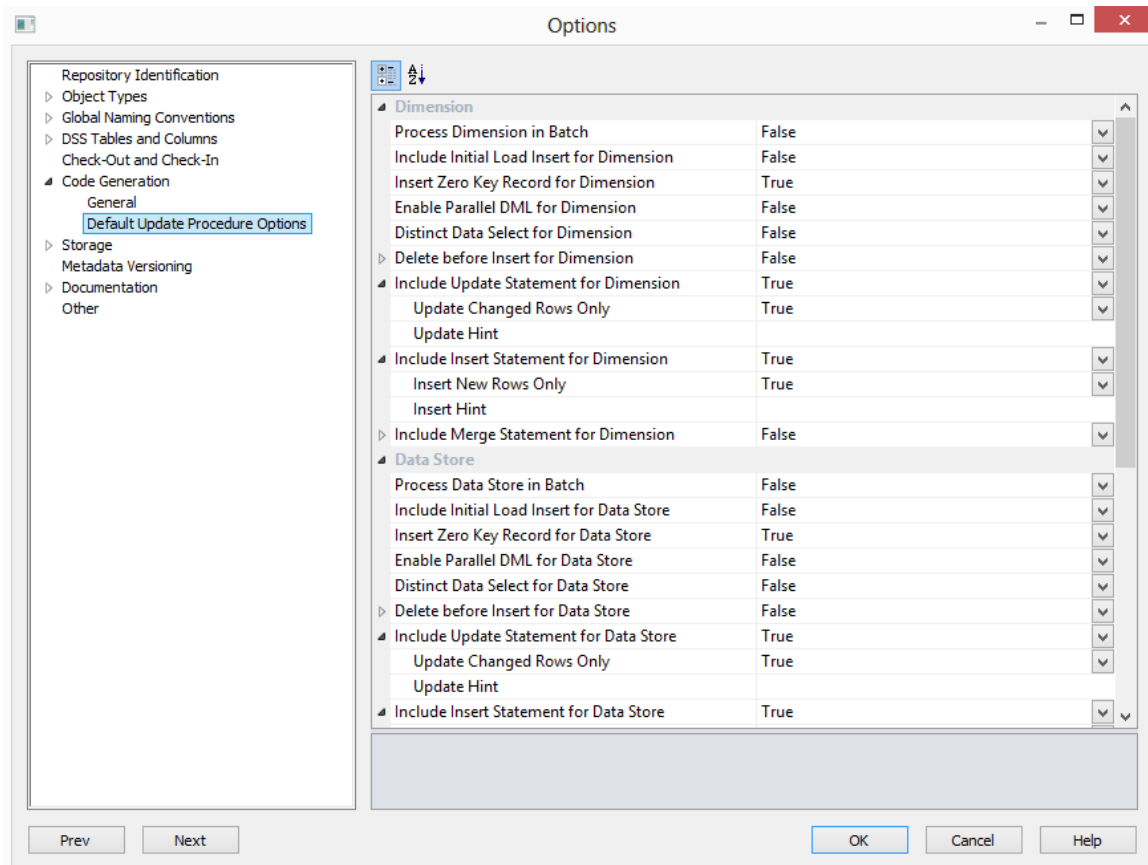 Options
Repository Identification
Object Types
Global Naming Conventions
DSS Tables and Columns
Check-Out and Check-In
Code Generation
General
Default Update Procedure Options
Storage
Metadata Versioning
Documentation
Other
Dimension
Process Dimension in Batch False
Include Initial Load Insert for Dimension False
Insert Zero Key Record for Dimension True
Enable Parallel DML for Dimension False
Distinct Data Select for Dimension False
Delete before Insert for Dimension False
Include Update Statement for Dimension True
Update Changed Rows Only True
Update Hint
Include Insert Statement for Dimension True
Insert New Rows Only True
Insert Hint
Include Merge Statement for Dimension False
Data Store
Process Data Store in Batch False
Include Initial Load Insert for Data Store False
Insert Zero Key Record for Data Store True
Enable Parallel DML for Data Store False
Distinct Data Select for Data Store False
Delete before Insert for Data Store False
Include Update Statement for Data Store True
Update Changed Rows Only True
Update Hint
Include Insert Statement for Data Store True
Prev Next OK Cancel Help